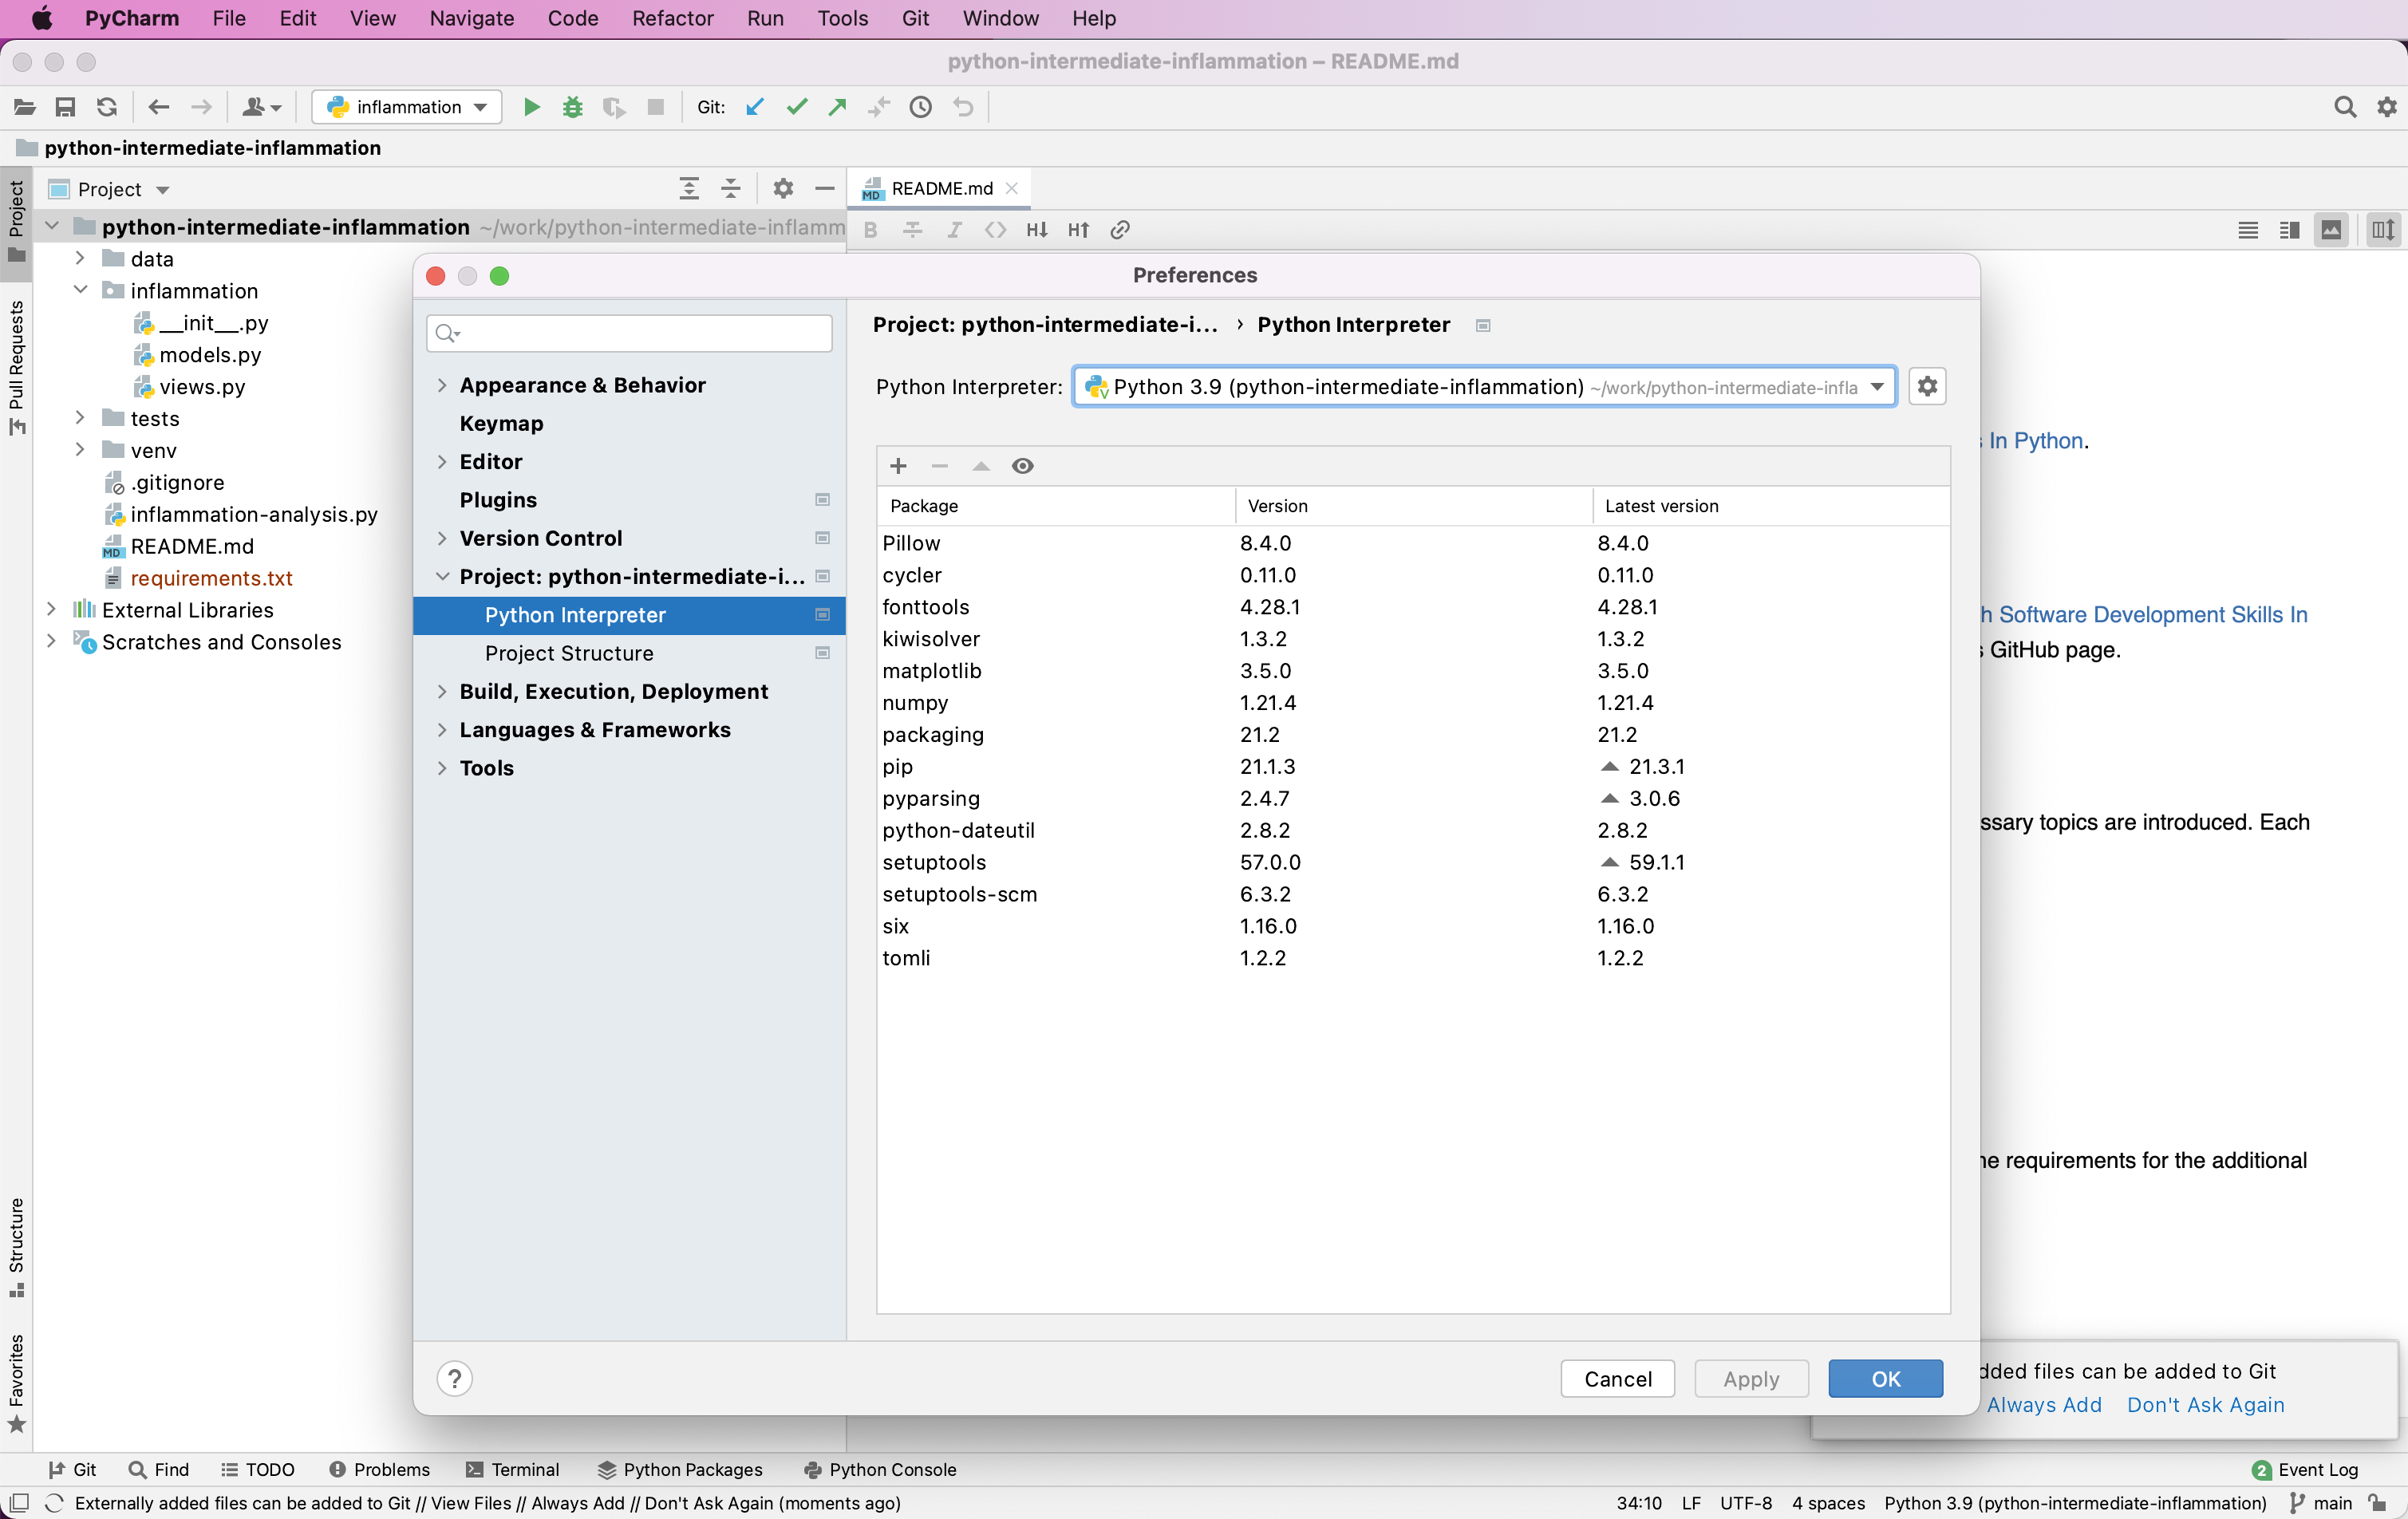 PyCharm File Edit View Navigate Code Refactor Run Tools Git Window Help
python-intermediate-inflammation – README.md
inflammation Git:
python-intermediate-inflammation
Project
Project
README.md
python-intermediate-inflammation ~/work/python-intermediate-inflamm
B I <> H↓ H↑
data
inflammation
__init__.py
models.py
views.py
tests
venv
.gitignore
inflammation-analysis.py
README.md
requirements.txt
External Libraries
Scratches and Consoles
Pull Requests
Structure
Favorites
Preferences
Appearance & Behavior
Keymap
Editor
Plugins
Version Control
Project: python-intermediate-i...
Python Interpreter
Project Structure
Build, Execution, Deployment
Languages & Frameworks
Tools
Project: python-intermediate-i... › Python Interpreter
Python Interpreter: Python 3.9 (python-intermediate-inflammation) ~/work/python-intermediate-infla
Package Version Latest version
Pillow 8.4.0 8.4.0
cycler 0.11.0 0.11.0
fonttools 4.28.1 4.28.1
kiwisolver 1.3.2 1.3.2
matplotlib 3.5.0 3.5.0
numpy 1.21.4 1.21.4
packaging 21.2 21.2
pip 21.1.3 21.3.1
pyparsing 2.4.7 3.0.6
python-dateutil 2.8.2 2.8.2
setuptools 57.0.0 59.1.1
setuptools-scm 6.3.2 6.3.2
six 1.16.0 1.16.0
tomli 1.2.2 1.2.2
? Cancel Apply OK
In Python.
Software Development Skills In
GitHub page.
ssary topics are introduced. Each
requirements for the additional
dded files can be added to Git
Always Add Don't Ask Again
Git Find TODO Problems Terminal Python Packages Python Console 2 Event Log
Externally added files can be added to Git // View Files // Always Add // Don't Ask Again (moments ago) 34:10 LF UTF-8 4 spaces Python 3.9 (python-intermediate-inflammation) main